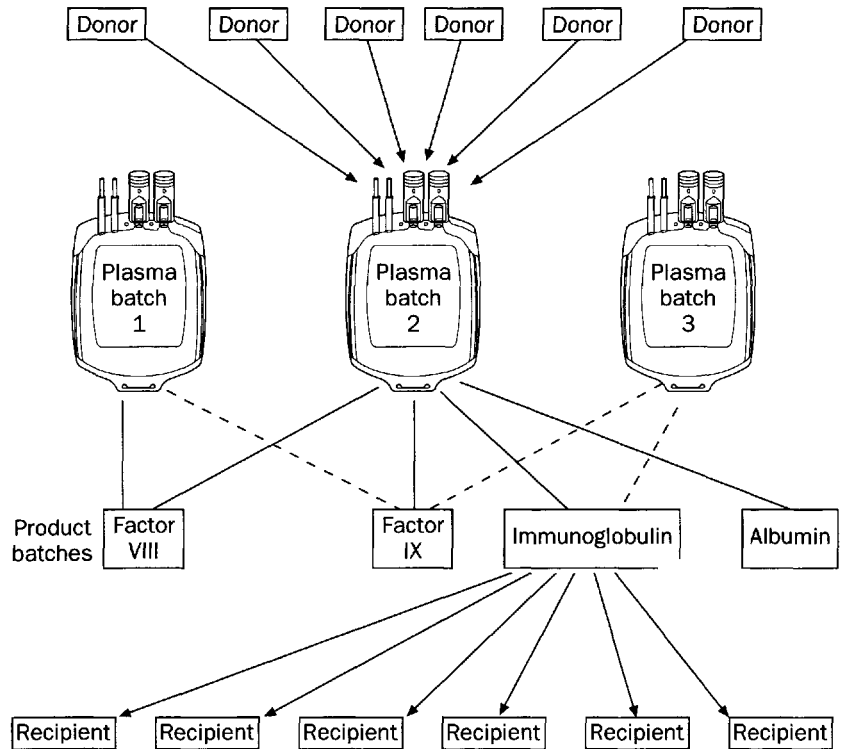 Donor Donor Donor Donor Donor Donor
Plasma
batch
1
Plasma
batch
2
Plasma
batch
3
Product
batches
Factor
VIII
Factor
IX
Immunoglobulin
Albumin
Recipient Recipient Recipient Recipient Recipient Recipient